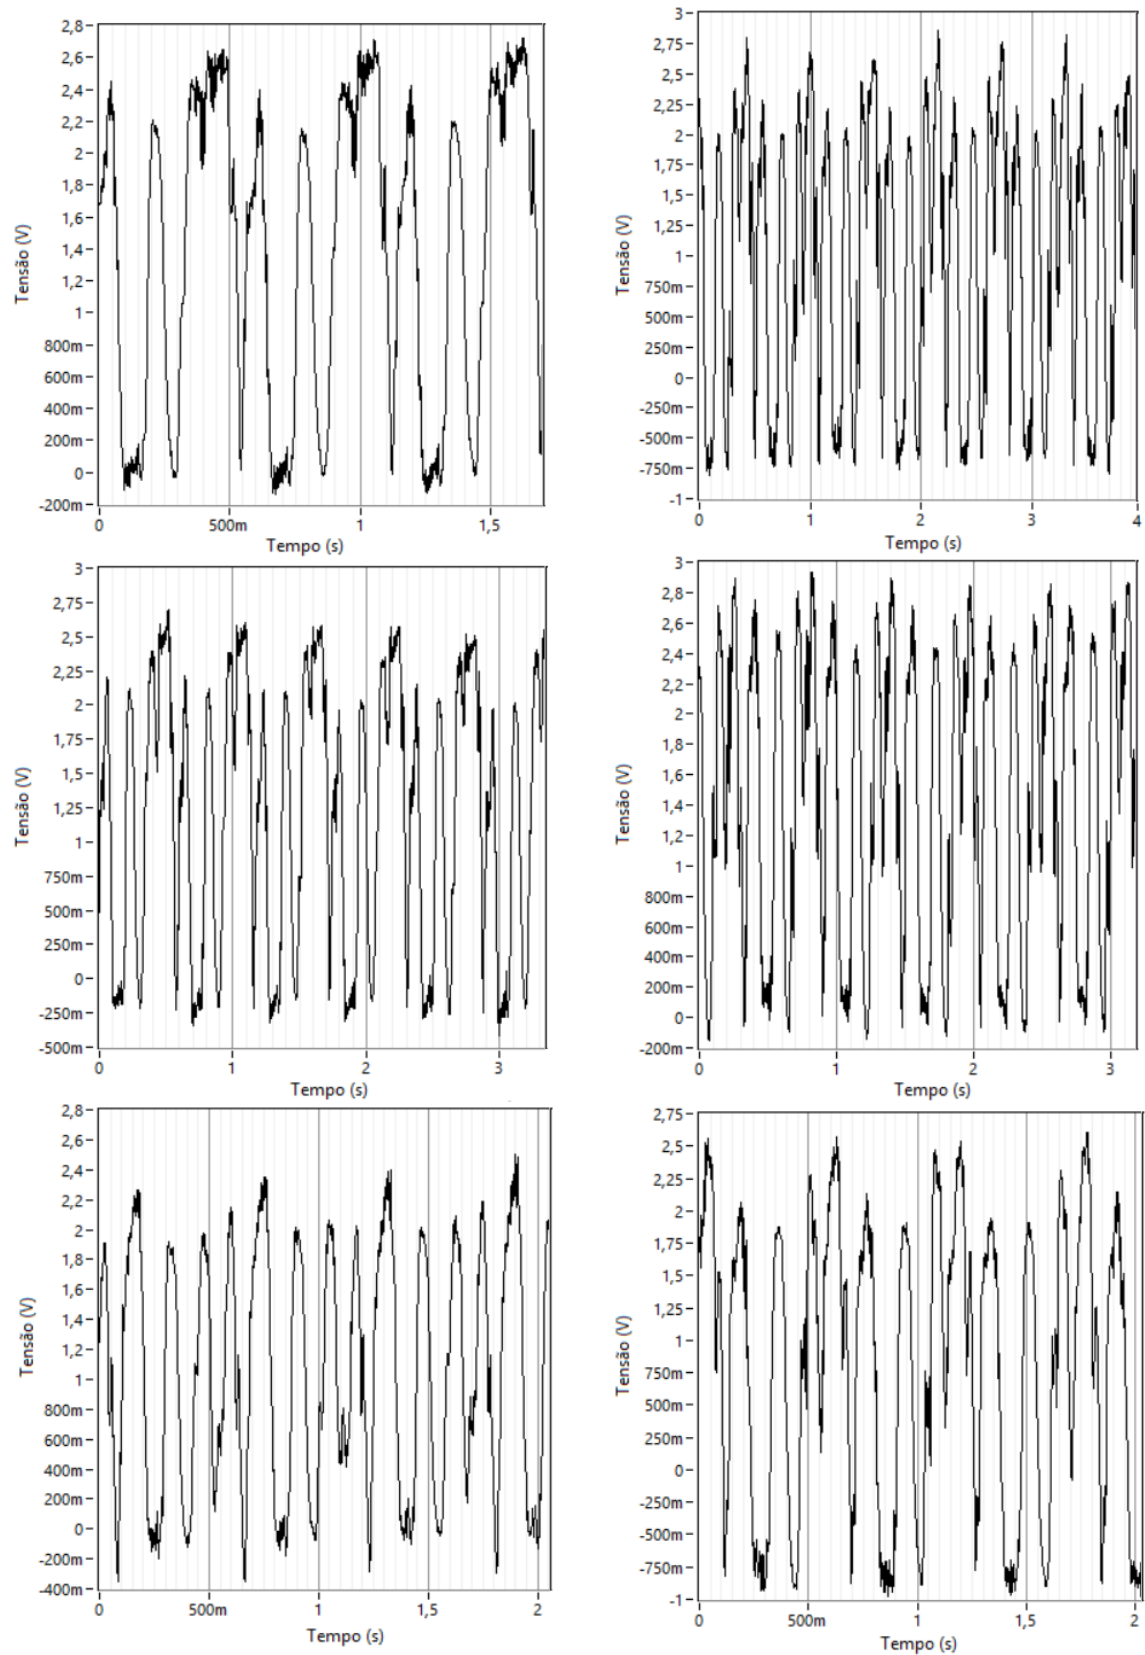 2,8
2,6
2,4
2,2
2
1,8
1,6
1,4
1,2
1
800m
600m
400m
200m
0
-200m
Tensão (V)
0 500m 1 1,5
Tempo (s)
3
2,75
2,5
2,25
2
1,75
1,5
1,25
1
750m
500m
250m
0
-250m
-500m
-750m
-1
Tensão (V)
0 1 2 3 4
Tempo (s)
3
2,75
2,5
2,25
2
1,75
1,5
1,25
1
750m
500m
250m
0
-250m
-500m
Tensão (V)
0 1 2 3
Tempo (s)
3
2,8
2,6
2,4
2,2
2
1,8
1,6
1,4
1,2
1
800m
600m
400m
200m
0
-200m
Tensão (V)
0 1 2 3
Tempo (s)
2,8
2,6
2,4
2,2
2
1,8
1,6
1,4
1,2
1
800m
600m
400m
200m
0
-200m
-400m
Tensão (V)
0 500m 1 1,5 2
Tempo (s)
2,75
2,5
2,25
2
1,75
1,5
1,25
1
750m
500m
250m
0
-250m
-500m
-750m
-1
Tensão (V)
0 500m 1 1,5 2
Tempo (s)